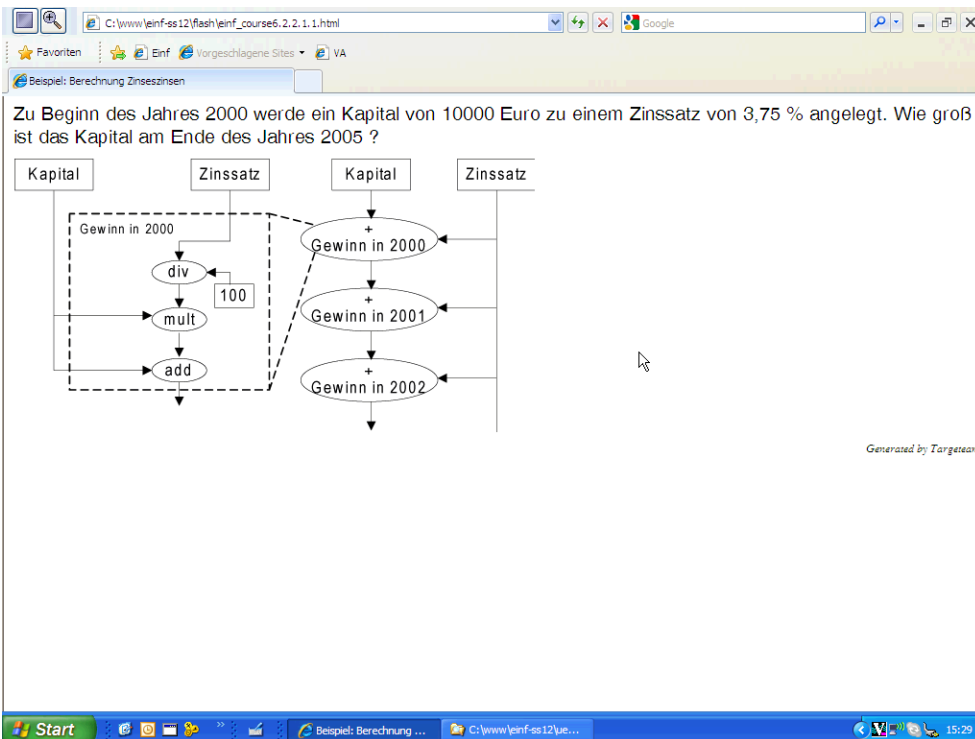 C:\www\einf-ss12\flash\einf_course6.2.2.1.1.html
Google
Favoriten
Einf
Vorgeschlagene Sites
VA
Beispiel: Berechnung Zinseszinsen
Zu Beginn des Jahres 2000 werde ein Kapital von 10000 Euro zu einem Zinssatz von 3,75 % angelegt. Wie groß
ist das Kapital am Ende des Jahres 2005 ?
Kapital
Zinssatz
Kapital
Zinssatz
Gewinn in 2000
div
100
mult
add
+
Gewinn in 2000
+
Gewinn in 2001
+
Gewinn in 2002
Generated by Targetea
Start
Beispiel: Berechnung ...
C:\www\einf-ss12\ue...
15:29